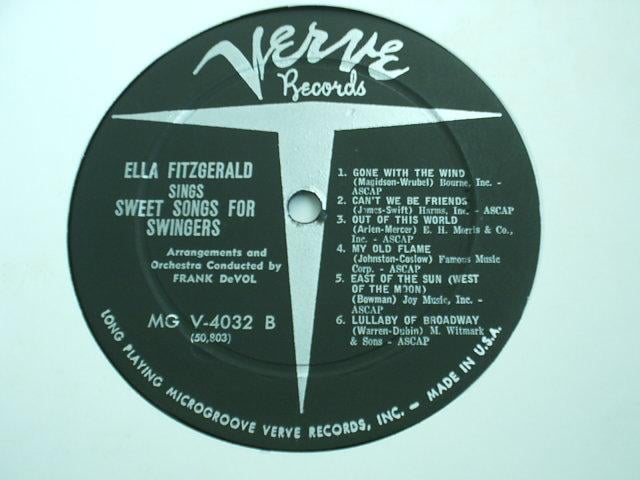 Verve
Records
ELLA FITZGERALD
SINGS
SWEET SONGS FOR
SWINGERS
Arrangements and
Orchestra Conducted by
FRANK DeVOL
MG V-4032 B
(50,803)
1. GONE WITH THE WIND
(Magidson-Wrubel) Bourne, Inc. -
ASCAP
2. CAN'T WE BE FRIENDS
(James-Swift) Harms, Inc. - ASCAP
3. OUT OF THIS WORLD
(Arlen-Mercer) E. H. Morris & Co.,
Inc. - ASCAP
4. MY OLD FLAME
(Johnston-Coslow) Famous Music
Corp. - ASCAP
5. EAST OF THE SUN (WEST
OF THE MOON)
(Bowman) Joy Music, Inc. -
ASCAP
6. LULLABY OF BROADWAY
(Warren-Dubin) M. Witmark
& Sons - ASCAP
LONG PLAYING MICROGROOVE VERVE RECORDS, INC. — MADE IN U.S.A.